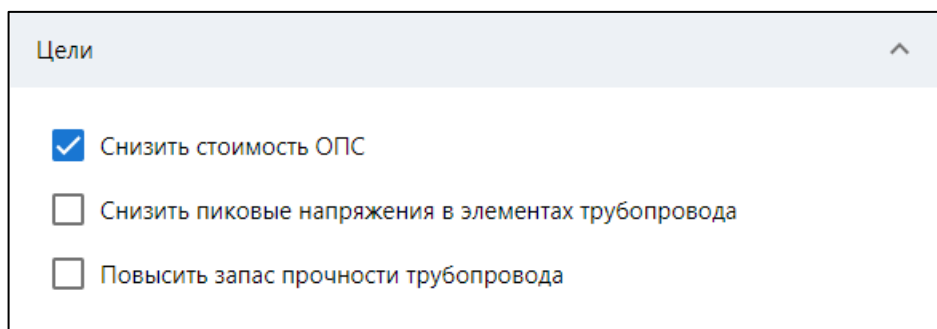 Цели
Снизить стоимость ОПС
Снизить пиковые напряжения в элементах трубопровода
Повысить запас прочности трубопровода